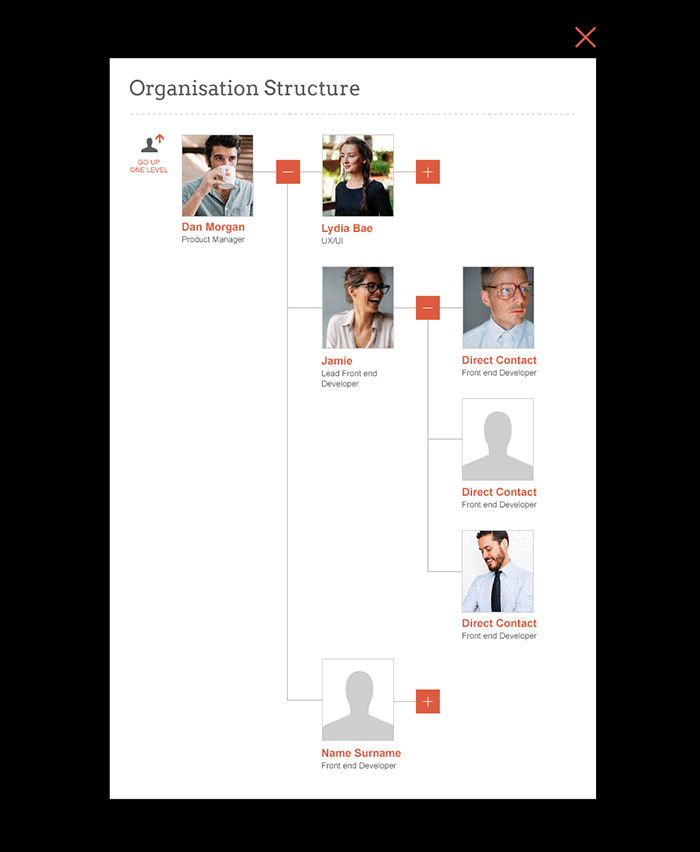 Organisation Structure
GO UP
ONE LEVEL
Dan Morgan
Product Manager
Lydia Bae
UX/UI
Jamie
Lead Front end
Developer
Direct Contact
Front end Developer
Direct Contact
Front end Developer
Direct Contact
Front end Developer
Name Surname
Front end Developer